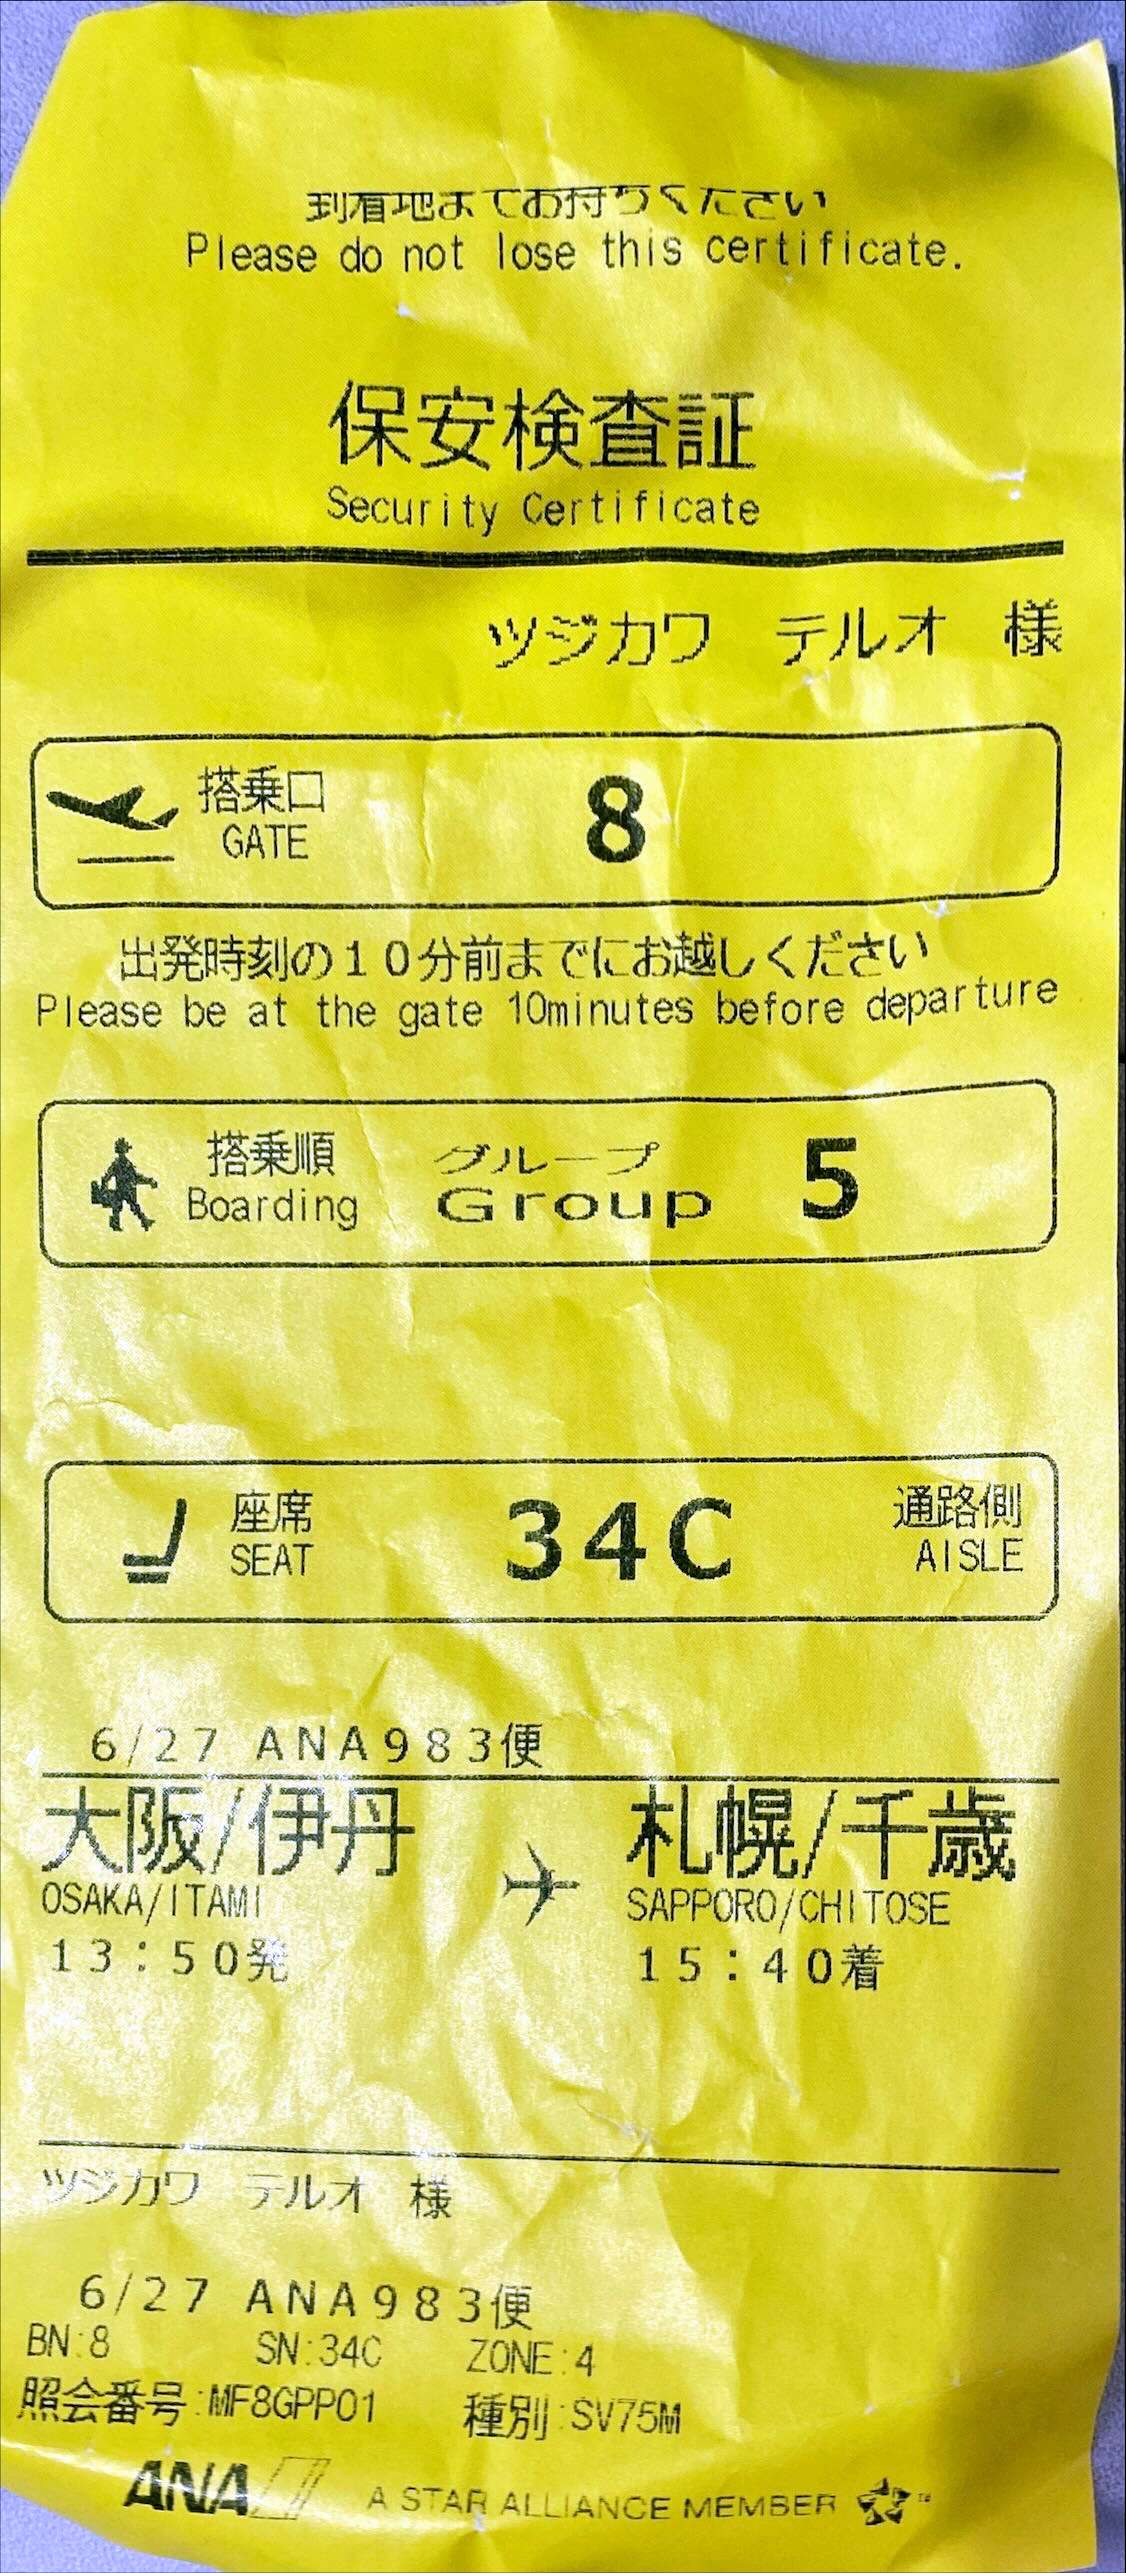 到着地までお持ちください
Please do not lose this certificate.
保安検査証
Security Certificate
ツジカワ テルオ 様
搭乗口 8
GATE
出発時刻の10分前までにお越しください
Please be at the gate 10minutes before departure
搭乗順 グループ 5
Boarding Group
座席 34C 通路側
SEAT AISLE
6/27 ANA983便
大阪/伊丹 札幌/千歳
OSAKA/ITAMI SAPPORO/CHITOSE
13:50発 15:40着
ツジカワ テルオ 様
6/27 ANA983便
BN:8 SN:34C ZONE:4
照会番号:MF8GPP01 種別:SV75M
ANA A STAR ALLIANCE MEMBER ™